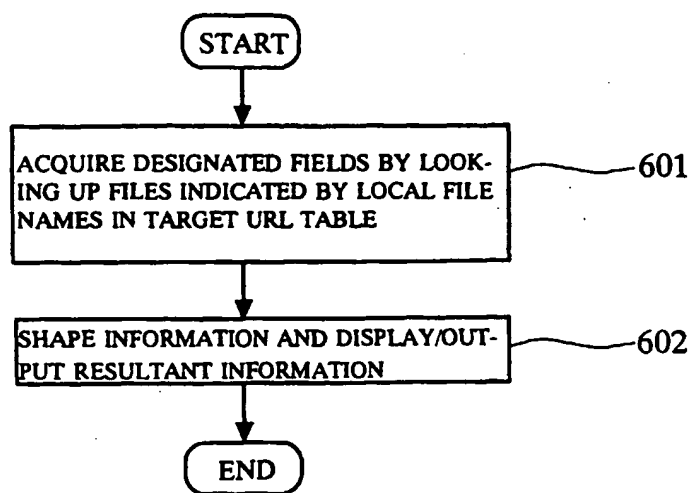 START
ACQUIRE DESIGNATED FIELDS BY LOOK-
ING UP FILES INDICATED BY LOCAL FILE
NAMES IN TARGET URL TABLE
601
SHAPE INFORMATION AND DISPLAY/OUT-
PUT RESULTANT INFORMATION
602
END